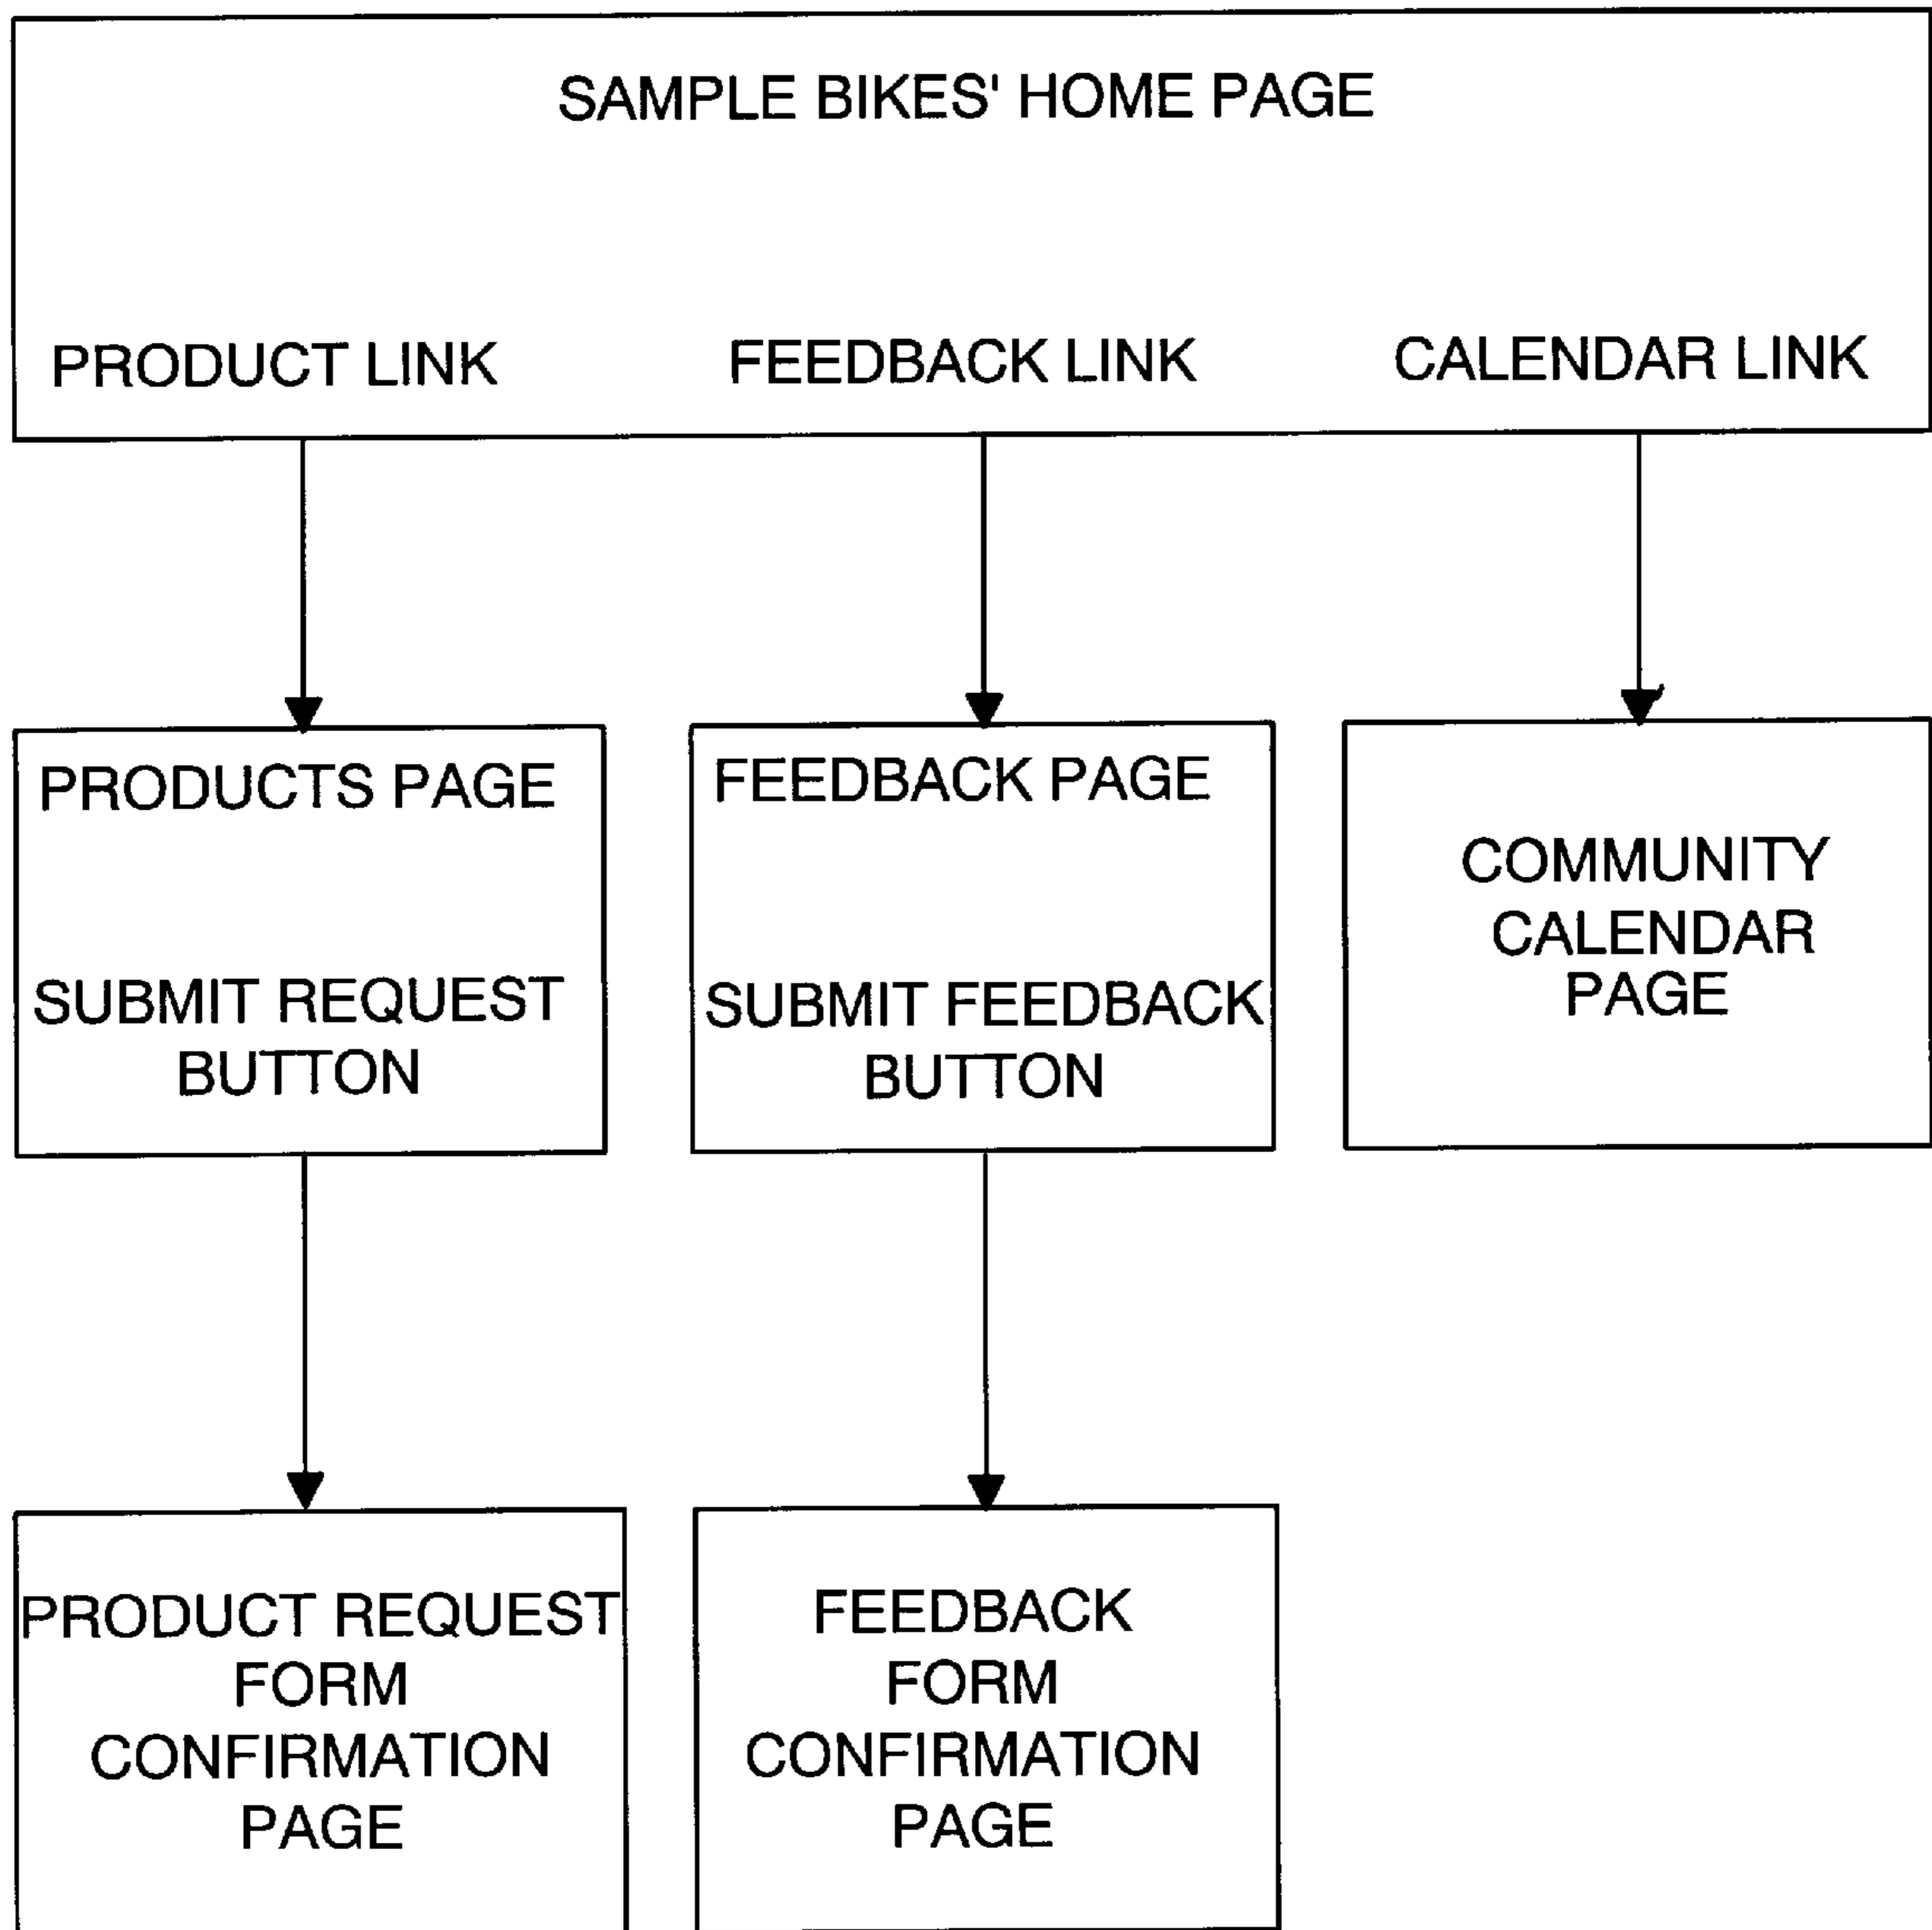 SAMPLE BIKES' HOME PAGE
PRODUCT LINK
FEEDBACK LINK
CALENDAR LINK
PRODUCTS PAGE
SUBMIT REQUEST
BUTTON
FEEDBACK PAGE
SUBMIT FEEDBACK
BUTTON
COMMUNITY
CALENDAR
PAGE
PRODUCT REQUEST
FORM
CONFIRMATION
PAGE
FEEDBACK
FORM
CONFIRMATION
PAGE